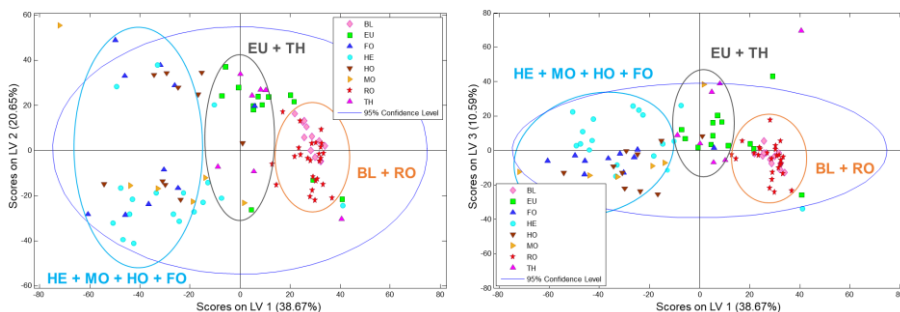 60
40
20
0
-20
-40
-60
Scores on LV 2 (20.65%)
EU + TH
BL
EU
FO
HE
HO
MO
RO
TH
95% Confidence Level
BL + RO
HE + MO + HO + FO
-80
-60
-40
-20
0
20
40
60
80
Scores on LV 1 (38.67%)
80
60
40
20
0
-20
-40
-60
-80
Scores on LV 3 (10.59%)
EU + TH
HE + MO + HO + FO
BL + RO
BL
EU
FO
HE
HO
MO
RO
TH
95% Confidence Level
-80
-60
-40
-20
0
20
40
60
Scores on LV 1 (38.67%)